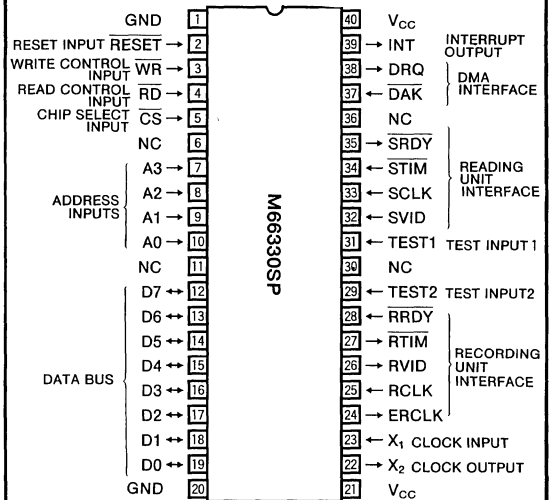 GND 1
RESET INPUT RESET → 2
WRITE CONTROL INPUT WR → 3
READ CONTROL INPUT RD → 4
CHIP SELECT INPUT CS → 5
NC 6
ADDRESS INPUTS
A3 → 7
A2 → 8
A1 → 9
A0 → 10
NC 11
DATA BUS
D7 ↔ 12
D6 ↔ 13
D5 ↔ 14
D4 ↔ 15
D3 ↔ 16
D2 ↔ 17
D1 ↔ 18
D0 ↔ 19
GND 20
M66330SP
40 VCC
39 → INT INTERRUPT OUTPUT
38 → DRQ
37 ← DAK
DMA INTERFACE
36 NC
35 → SRDY
34 ← STIM
33 ← SCLK
32 ← SVID
READING UNIT INTERFACE
31 ← TEST1 TEST INPUT 1
30 NC
29 ← TEST2 TEST INPUT2
28 ← RRDY
27 → RTIM
26 → RVID
25 ← RCLK
24 → ERCLK
RECORDING UNIT INTERFACE
23 ← X1 CLOCK INPUT
22 → X2 CLOCK OUTPUT
21 VCC